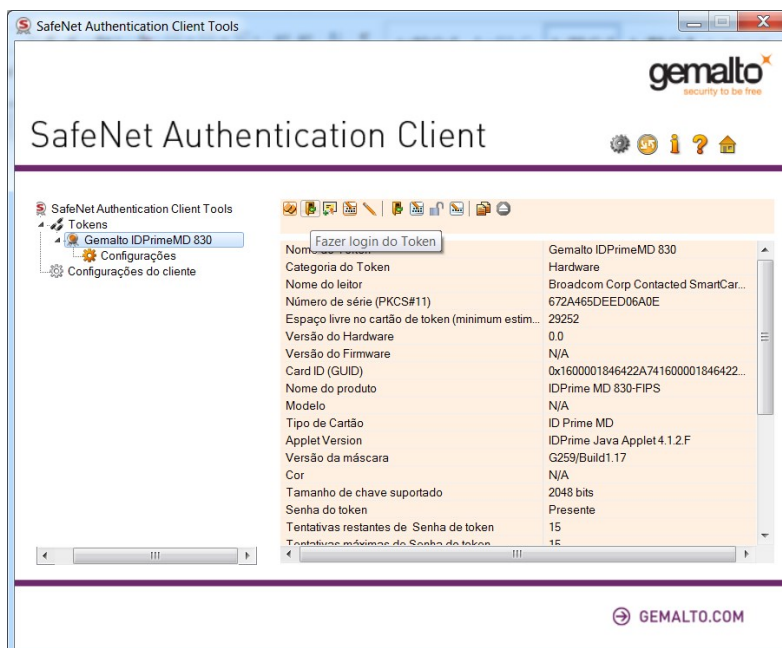 SafeNet Authentication Client Tools
gemalto
security to be free
SafeNet Authentication Client
SafeNet Authentication Client Tools
Tokens
Gemalto IDPrimeMD 830
Configurações
Configurações do cliente
Fazer login do Token
Gemalto IDPrimeMD 830
Categoria do Token Hardware
Nome do leitor Broadcom Corp Contacted SmartCar...
Número de série (PKCS#11) 672A465DEED06A0E
Espaço livre no cartão de token (minimum estim... 29252
Versão do Hardware 0.0
Versão do Firmware N/A
Card ID (GUID) 0x1600001846422A741600001846422...
Nome do produto IDPrime MD 830-FIPS
Modelo N/A
Tipo de Cartão ID Prime MD
Applet Version IDPrime Java Applet 4.1.2.F
Versão da máscara G259/Build1.17
Cor N/A
Tamanho de chave suportado 2048 bits
Senha do token Presente
Tentativas restantes de Senha de token 15
Tentativas máximas de Senha do token 15
GEMALTO.COM